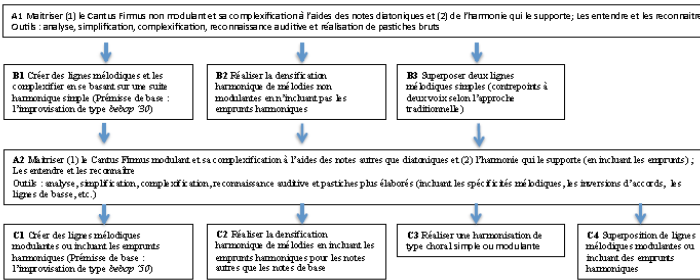 A1 Maitriser (1) le Cantus Firmus non modulant et sa complexification à l'aides des notes diatoniques et (2) de l'harmonie qui le supporte ; Les entendre et les reconnaitre
Outils : analyse, simplification, complexification, reconnaissance auditive et réalisation de pastiches bruts
B1 Créer des lignes mélodiques et les
complexifier en se basant sur une suite
harmonique simple (Prémisse de base :
l'improvisation de type bebop '30)
B2 Réaliser la densification
harmonique de mélodies non
modulantes en n'incluant pas les
emprunts harmoniques
B3 Superposer deux lignes
mélodiques simples (contrepoints à
deux voix selon l'approche
traditionnelle)
A2 Maitriser (1) le Cantus Firmus modulant et sa complexification à l'aides des notes autres que diatoniques et (2) l'harmonie qui le supporte (en incluant les emprunts) ;
Les entendre et les reconnaître
Outils : analyse, simplification, complexification, reconnaissance auditive et pastiches plus élaborés (incluant les spécificités mélodiques, les inversions d'accords, les
lignes de basse, etc.)
C1 Créer des lignes mélodiques
modulantes ou incluant les emprunts
harmoniques (Prémisse de base :
l'improvisation de type bebop '50)
C2 Réaliser la densification
harmonique de mélodies en incluant les
emprunts harmoniques pour les notes
autres que les notes de base
C3 Réaliser une harmonisation de
type choral simple ou modulante
C4 Superposition de lignes
mélodiques modulantes ou
incluant des emprunts
harmoniques